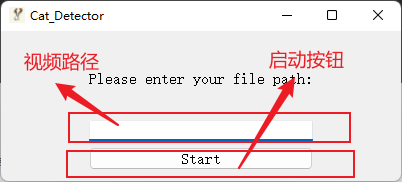 Cat_Detector
视频路径
启动按钮
Please enter your file path:
Start